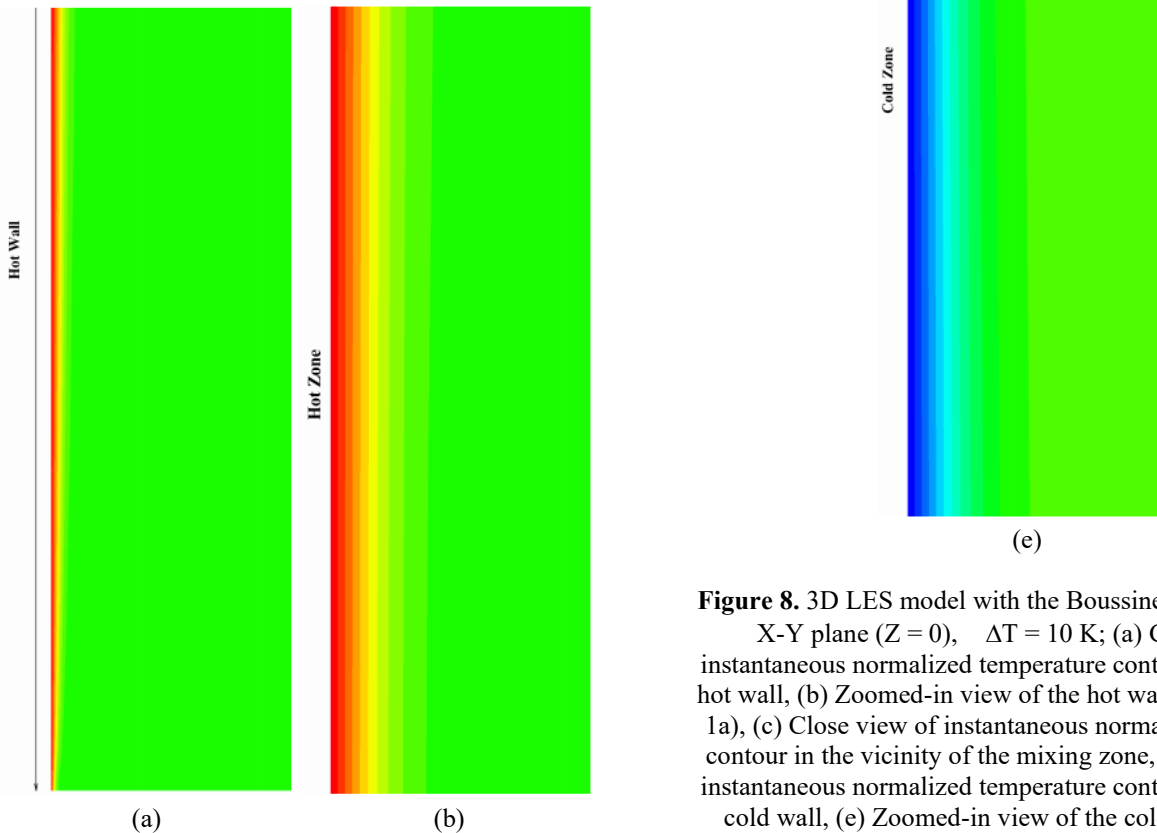 Hot Wall
(a)
Hot Zone
(b)
Cold Zone
(e)
Figure 8. 3D LES model with the Boussine
X-Y plane (Z = 0), ΔT = 10 K; (a) C
instantaneous normalized temperature cont
hot wall, (b) Zoomed-in view of the hot wa
1a), (c) Close view of instantaneous norma
contour in the vicinity of the mixing zone,
instantaneous normalized temperature cont
cold wall, (e) Zoomed-in view of the col